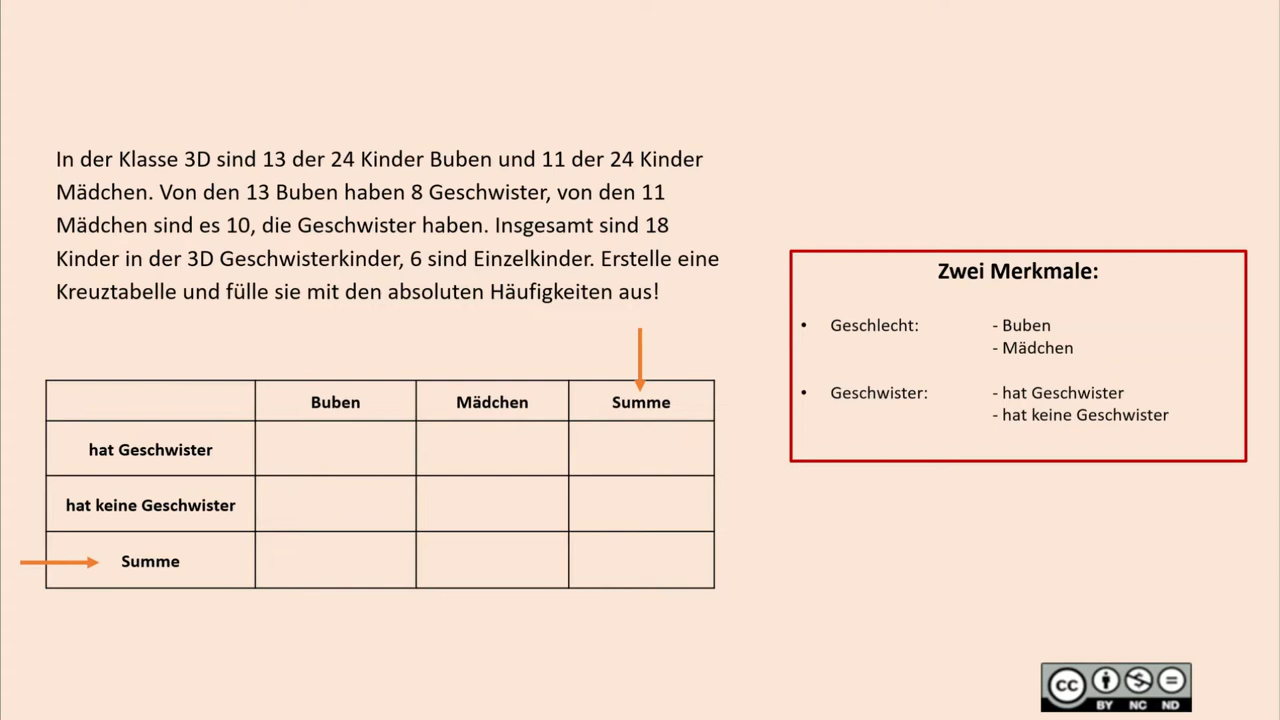 In der Klasse 3D sind 13 der 24 Kinder Buben und 11 der 24 Kinder
Mädchen. Von den 13 Buben haben 8 Geschwister, von den 11
Mädchen sind es 10, die Geschwister haben. Insgesamt sind 18
Kinder in der 3D Geschwisterkinder, 6 sind Einzelkinder. Erstelle eine
Kreuztabelle und fülle sie mit den absoluten Häufigkeiten aus!
Buben Mädchen Summe
hat Geschwister
hat keine Geschwister
Summe
Zwei Merkmale:
• Geschlecht: - Buben
- Mädchen
• Geschwister: - hat Geschwister
- hat keine Geschwister
cc
BY NC ND